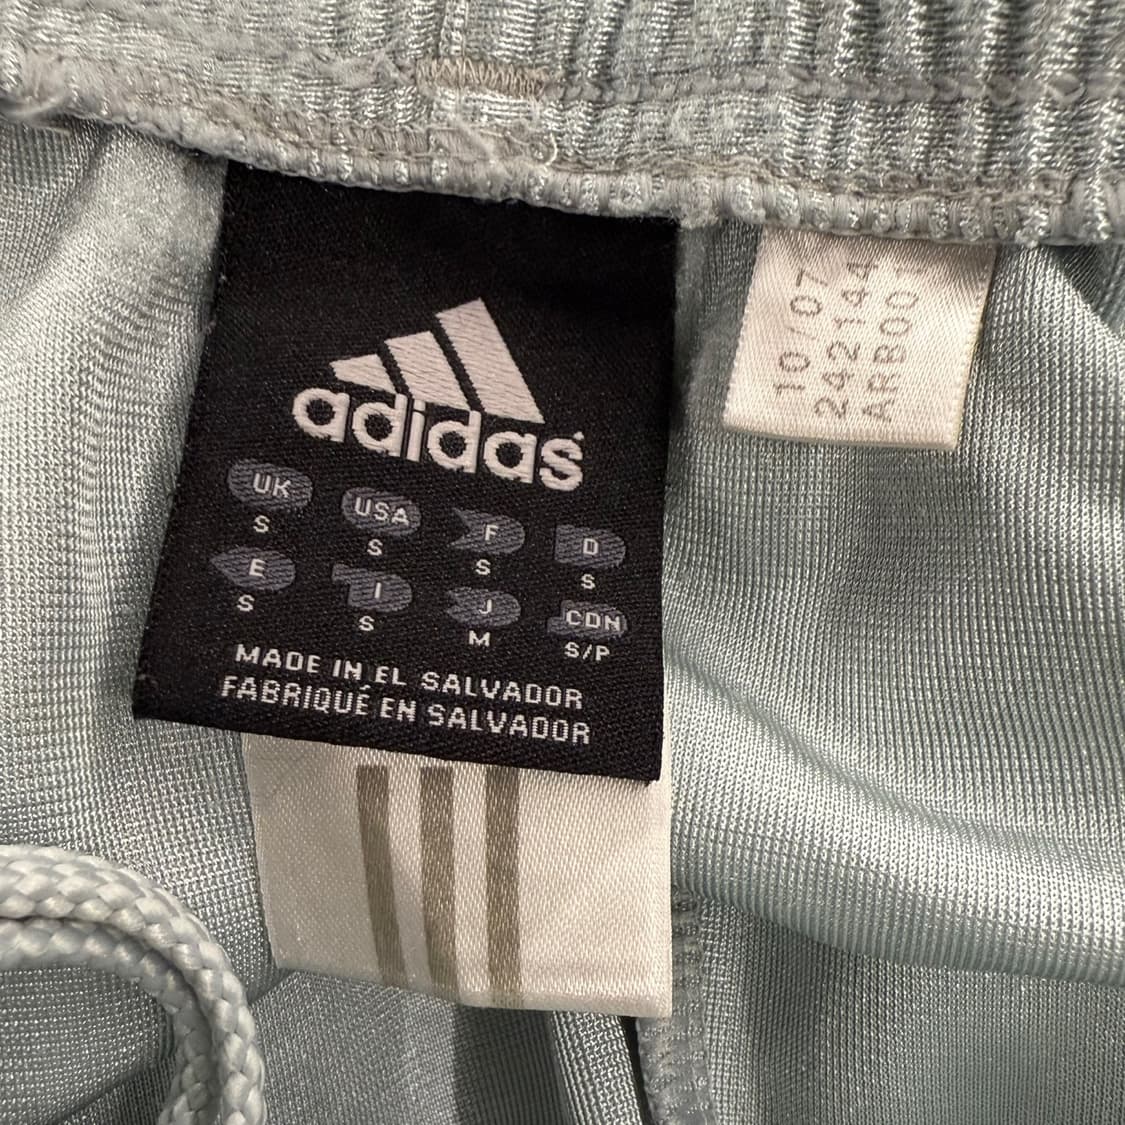 adidas
UK USA F D
S S S S
E I J CDN
S S M S/P
MADE IN EL SALVADOR
FABRIQUÉ EN SALVADOR
10/07
242144
ARB001